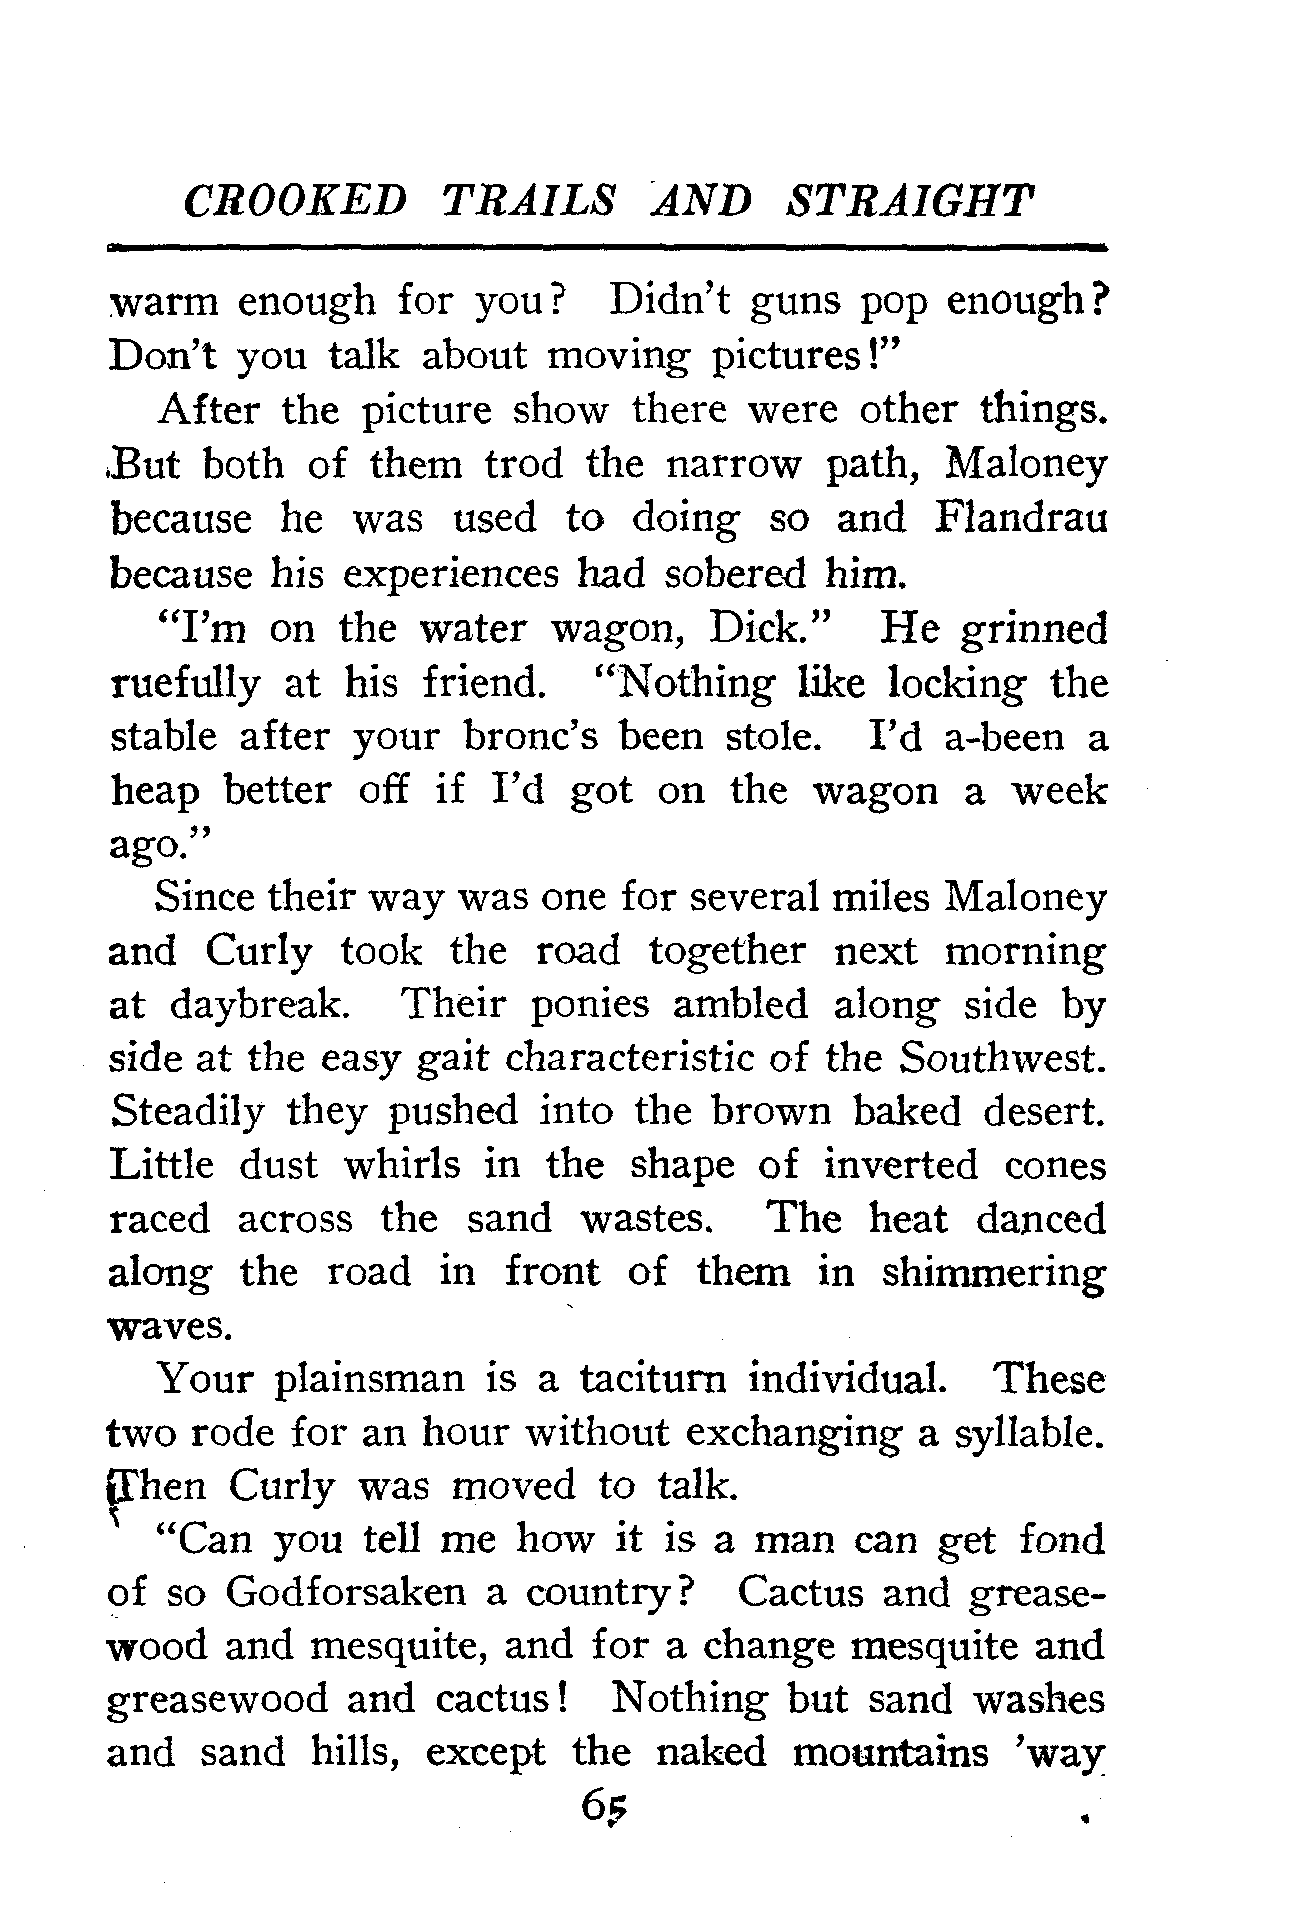 CROOKED TRAILS AND STRAIGHT
warm enough for you? Didn't guns pop enough?
Don't you talk about moving pictures!"
After the picture show there were other things.
But both of them trod the narrow path, Maloney
because he was used to doing so and Flandrau
because his experiences had sobered him.
"I'm on the water wagon, Dick." He grinned
ruefully at his friend. "Nothing like locking the
stable after your bronc's been stole. I'd a-been a
heap better off if I'd got on the wagon a week
ago."
Since their way was one for several miles Maloney
and Curly took the road together next morning
at daybreak. Their ponies ambled along side by
side at the easy gait characteristic of the Southwest.
Steadily they pushed into the brown baked desert.
Little dust whirls in the shape of inverted cones
raced across the sand wastes. The heat danced
along the road in front of them in shimmering
waves.
Your plainsman is a taciturn individual. These
two rode for an hour without exchanging a syllable.
Then Curly was moved to talk.
"Can you tell me how it is a man can get fond
of so Godforsaken a country? Cactus and grease-
wood and mesquite, and for a change mesquite and
greasewood and cactus! Nothing but sand washes
and sand hills, except the naked mountains 'way
65